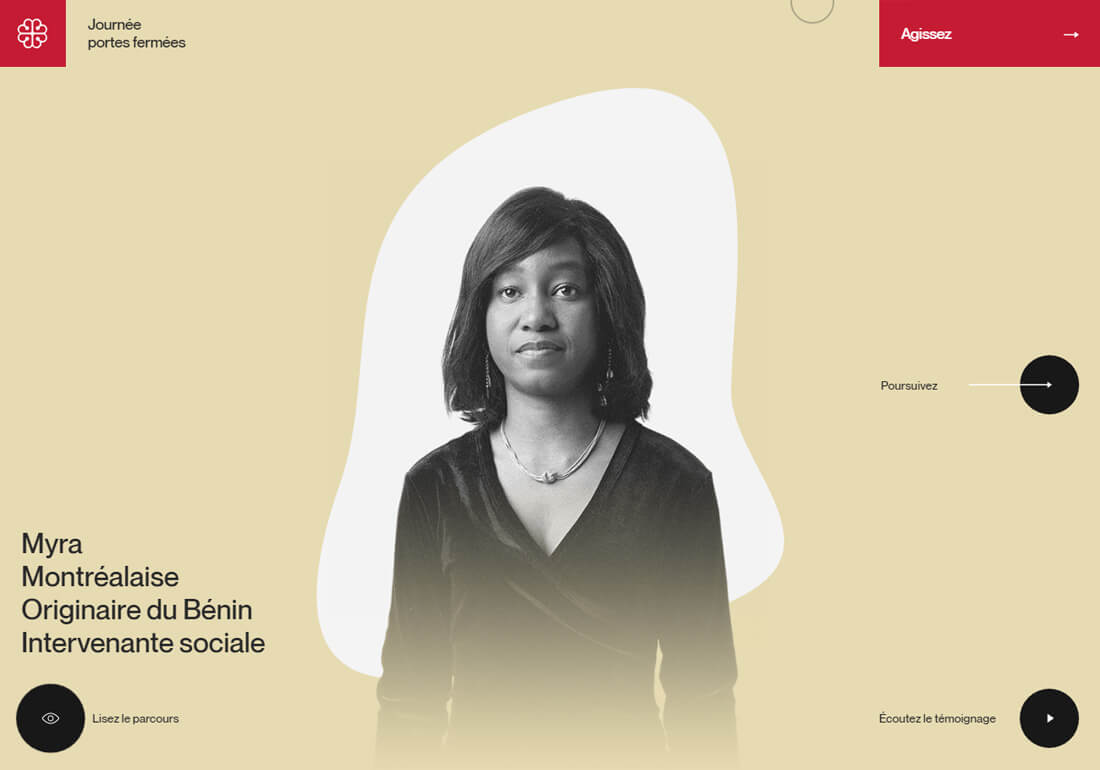 Journée
portes fermées
Agissez
Poursuivez
Myra
Montréalaise
Originaire du Bénin
Intervenante sociale
Lisez le parcours
Écoutez le témoignage